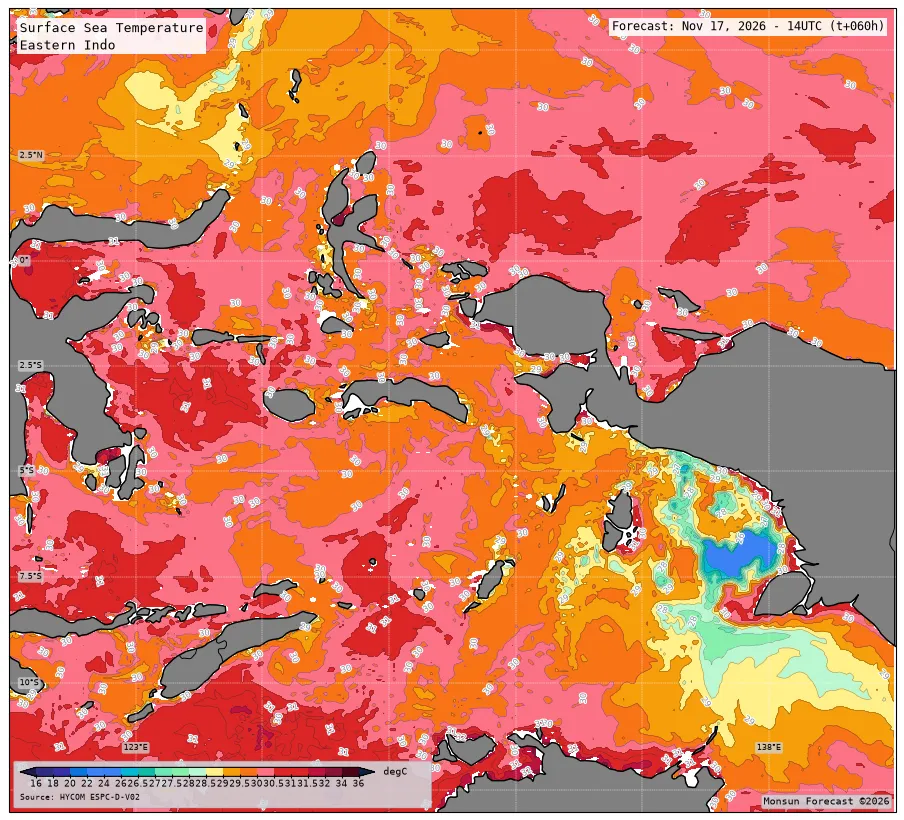 Surface Sea Temperature
Eastern Indo
Forecast: Nov 17, 2026 - 14UTC (t+060h)
2.5°N
0°
2.5°S
5°S
7.5°S
10°S
123°E
138°E
16 18 20 22 24 26 26.5 27 27.5 28 28.5 29 29.5 30 30.5 31 31.5 32 34 36 degC
Source: HYCOM ESPC-D-V02
Monsun Forecast ©2026